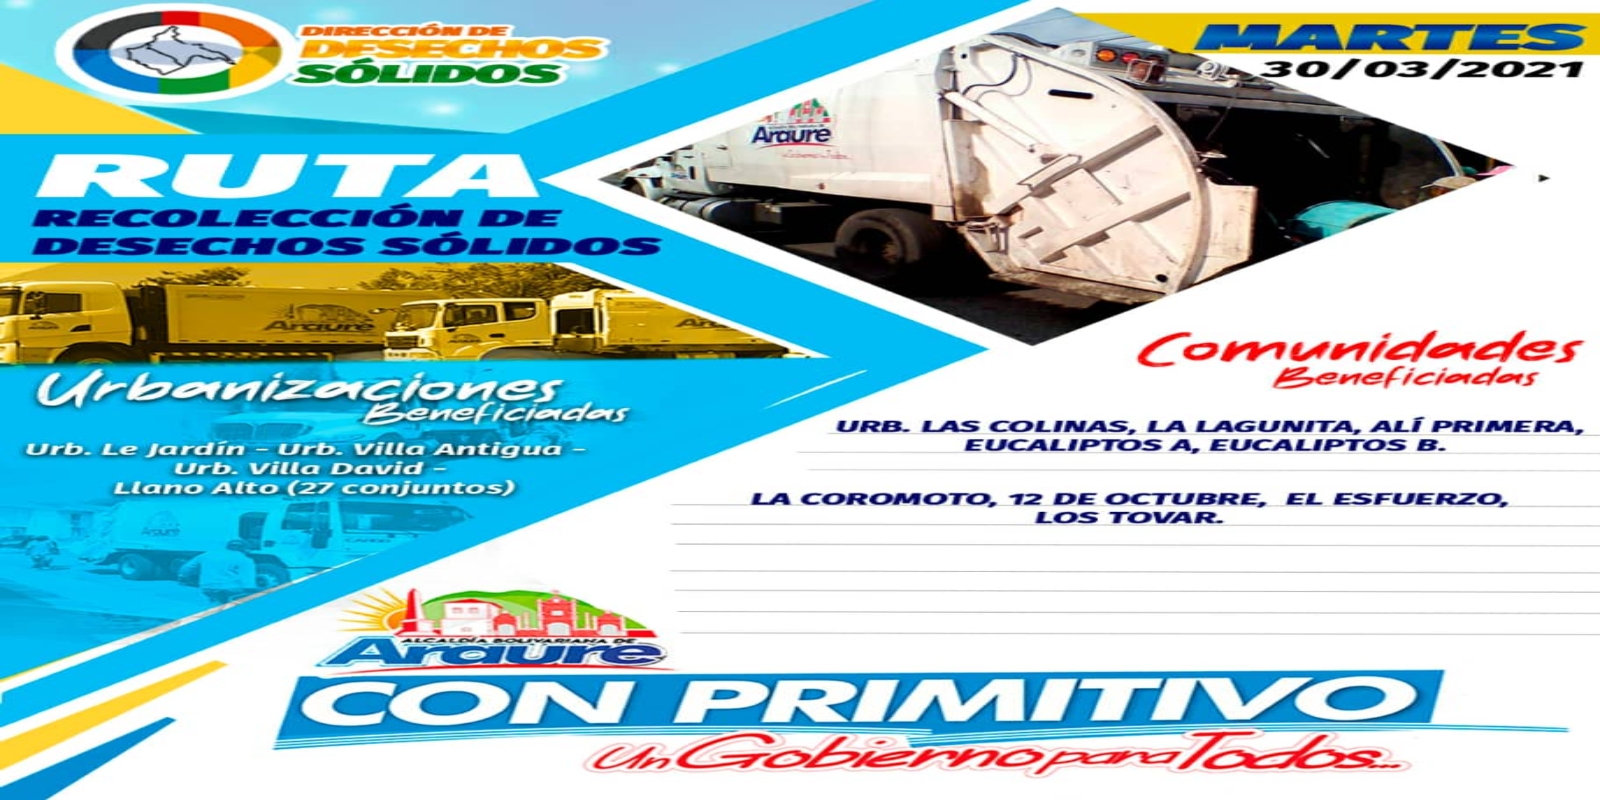 DIRECCIÓN DE
DESECHOS
SÓLIDOS
MARTES
30/03/2021
RUTA
RECOLECCIÓN DE
DESECHOS SÓLIDOS
Araure
Araure
Urbanizaciones
Beneficiadas
Urb. Le Jardín - Urb. Villa Antigua -
Urb. Villa David -
Llano Alto (27 conjuntos)
Comunidades
Beneficiadas
URB. LAS COLINAS, LA LAGUNITA, ALÍ PRIMERA,
EUCALIPTOS A, EUCALIPTOS B.
LA COROMOTO, 12 DE OCTUBRE, EL ESFUERZO,
LOS TOVAR.
ALCALDÍA BOLIVARIANA DE
Araure
CON PRIMITIVO
Un Gobierno para Todos...